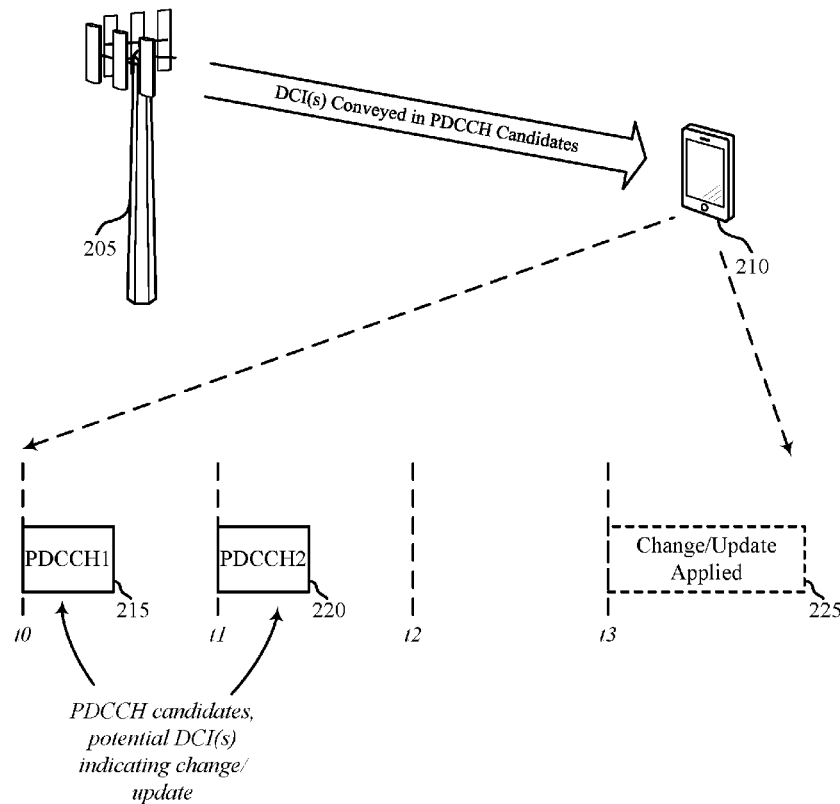 DCI(s) Conveyed in PDCCH Candidates
205
210
PDCCH1
PDCCH2
Change/Update
Applied
215
220
225
t0
t1
t2
t3
PDCCH candidates,
potential DCI(s)
indicating change/
update